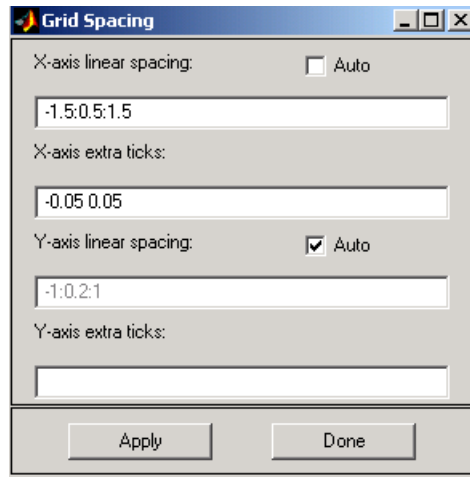 Grid Spacing
X-axis linear spacing: Auto
-1.5:0.5:1.5
X-axis extra ticks:
-0.05 0.05
Y-axis linear spacing: Auto
-1:0.2:1
Y-axis extra ticks:
Apply Done